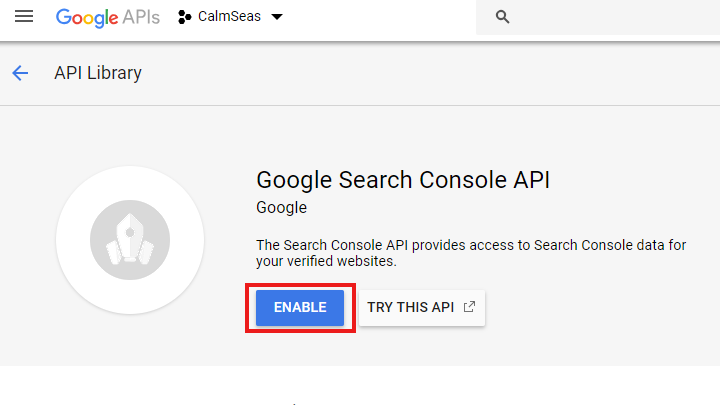 Google APIs CalmSeas
API Library
Google Search Console API
Google
The Search Console API provides access to Search Console data for
your verified websites.
ENABLE TRY THIS API